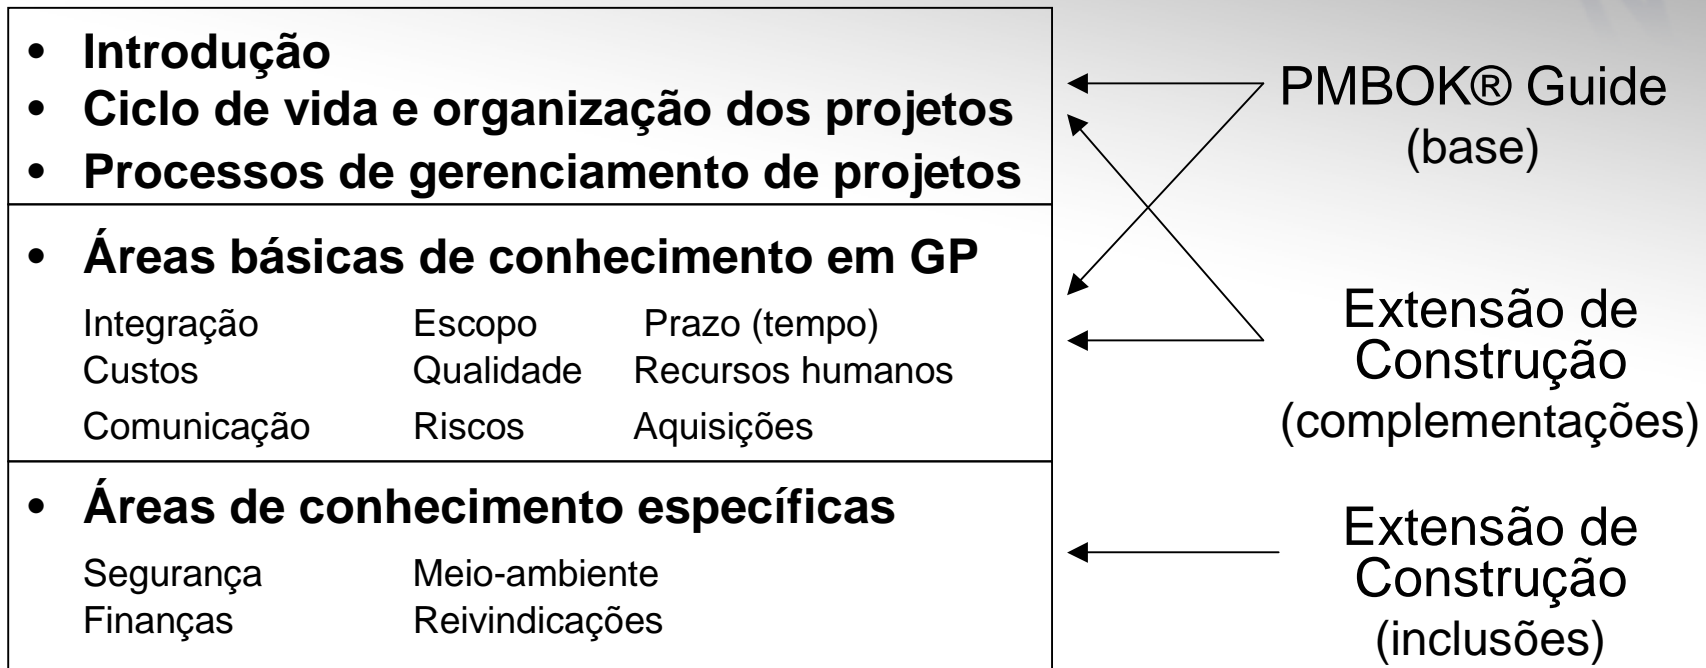 • Introdução
• Ciclo de vida e organização dos projetos
• Processos de gerenciamento de projetos
• Áreas básicas de conhecimento em GP
Integração Escopo Prazo (tempo)
Custos Qualidade Recursos humanos
Comunicação Riscos Aquisições
• Áreas de conhecimento específicas
Segurança Meio-ambiente
Finanças Reivindicações
PMBOK® Guide
(base)
Extensão de
Construção
(complementações)
Extensão de
Construção
(inclusões)